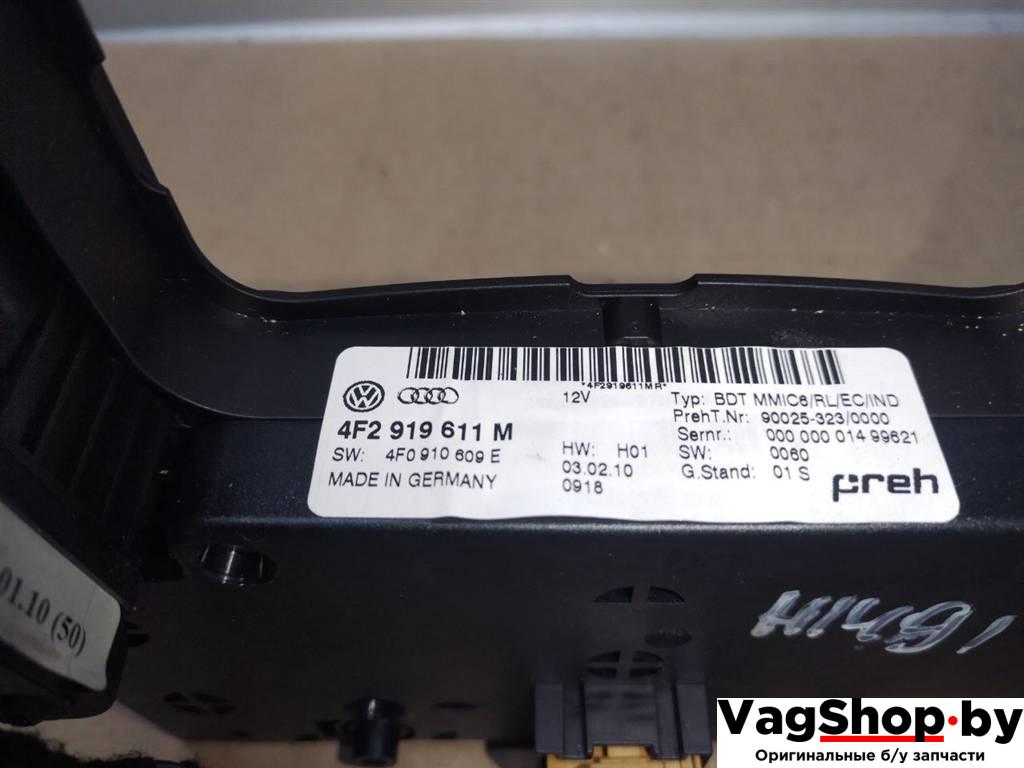 *4F2919611MR*
12V
4F2 919 611 M
SW: 4F0 910 609 E
MADE IN GERMANY
HW: H01
03.02.10
0918
Typ: BDT MMIC6/RL/EC/IND
PrehT.Nr: 90025-323/0000
Sernr.: 000 000 014 99621
SW: 0060
G.Stand: 01 S
preh
01.10 (50)
VagShop.by
Оригинальные б/у запчасти